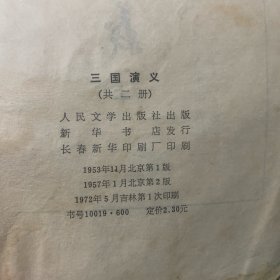 三国演义
(共二册)
人民文学出版社出版
新华书店发行
长春新华印刷厂印刷
1953年11月北京第1版
1957年1月北京第2版
1972年5月吉林第1次印刷
书号10019·600 定价2.30元